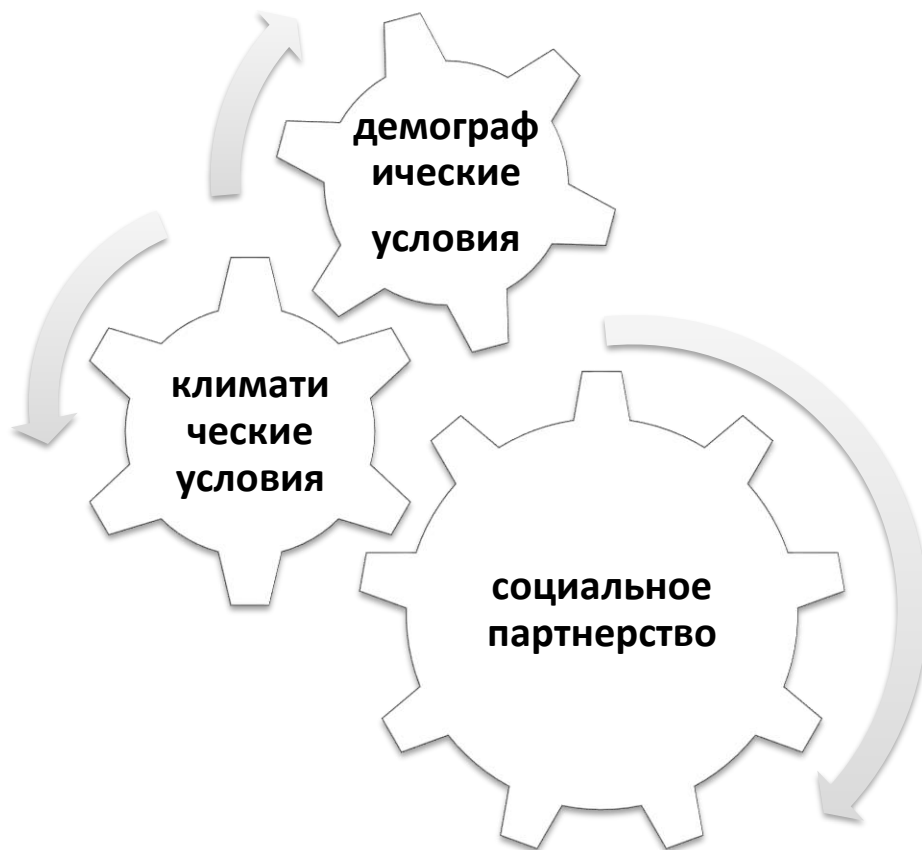 демограф
ические
условия
климати
ческие
условия
социальное
партнерство